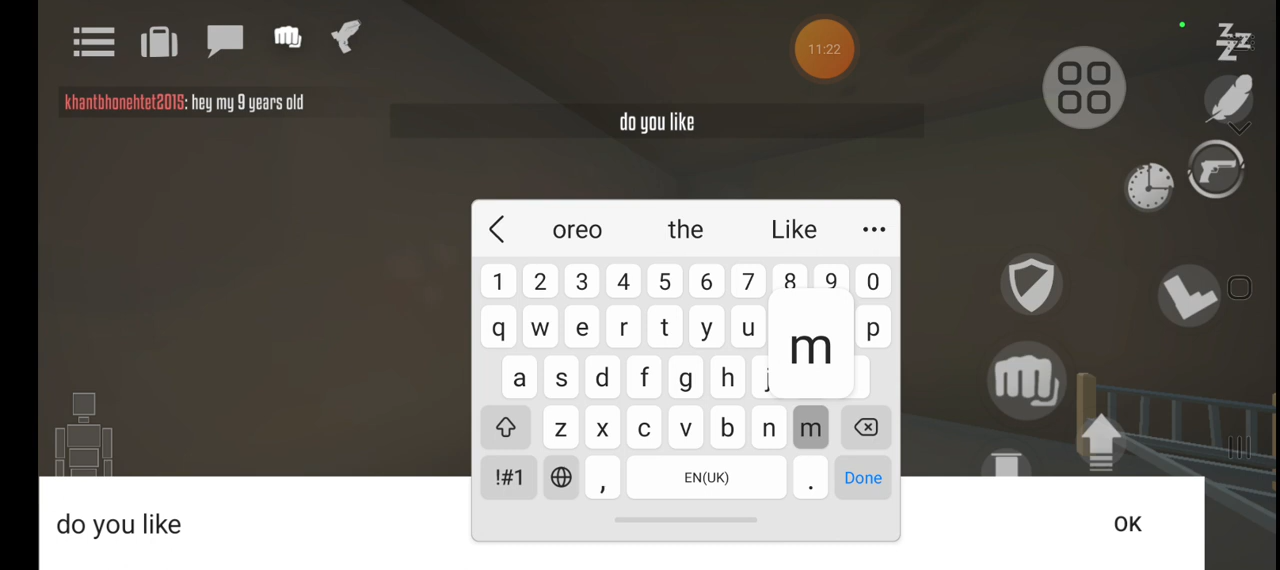 11:22
khantbhonehtet2015: hey my 9 years old
do you like
oreo the Like •••
1 2 3 4 5 6 7 8 9 0
q w e r t y u p
m
a s d f g h j
z x c v b n m
!#1 , EN(UK) . Done
do you like OK